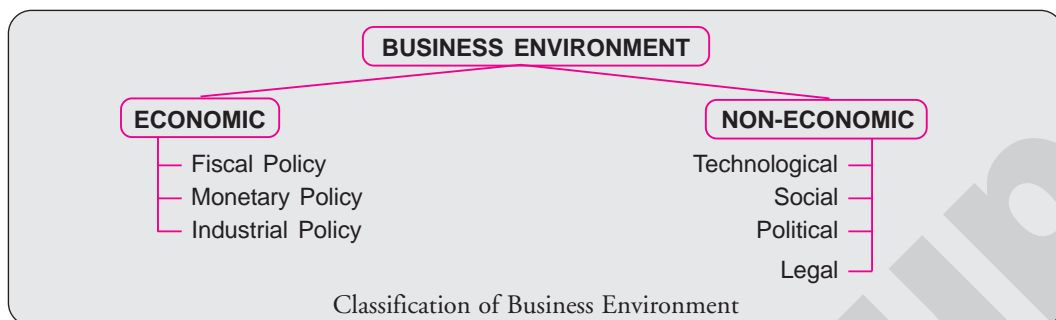 BUSINESS ENVIRONMENT
ECONOMIC
Fiscal Policy
Monetary Policy
Industrial Policy
NON-ECONOMIC
Technological
Social
Political
Legal
Classification of Business Environment